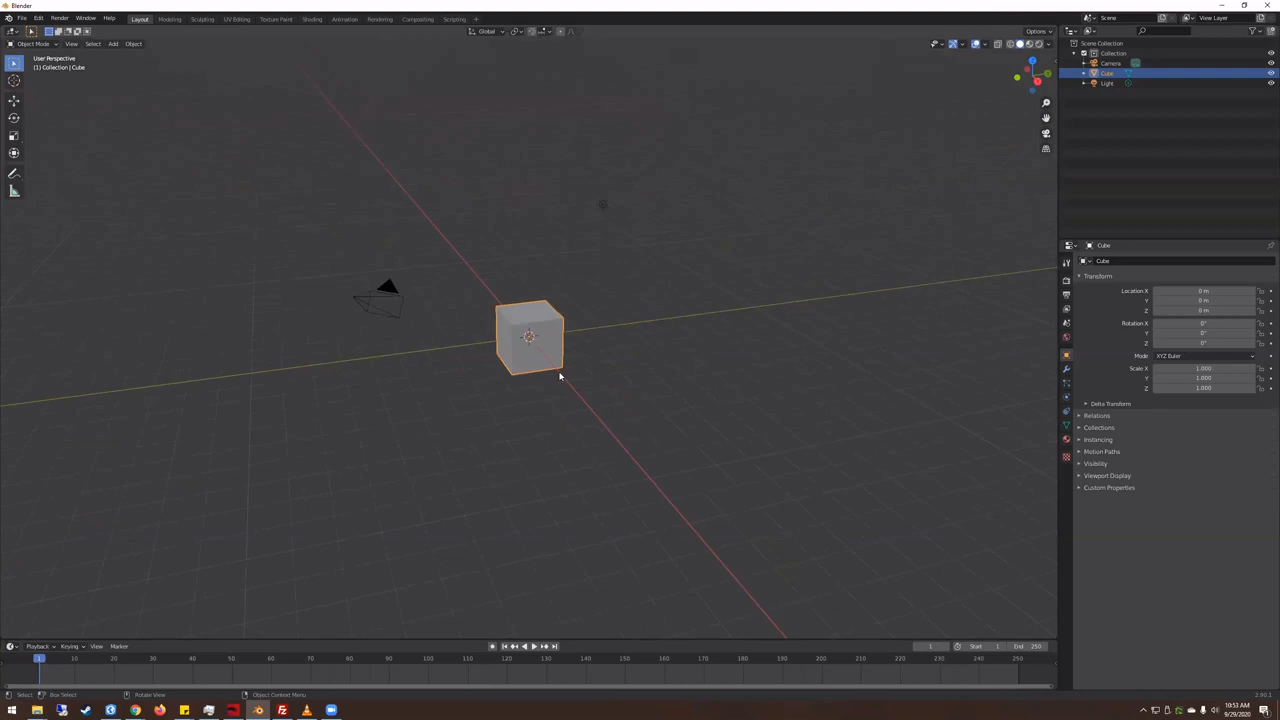 Blender
File Edit Render Window Help Layout Modeling Sculpting UV Editing Texture Paint Shading Animation Rendering Compositing Scripting + Scene View Layer
Global Options
Object Mode View Select Add Object
User Perspective
(1) Collection | Cube
Scene Collection
Collection
Camera
Cube
Light
Cube
Cube
Transform
Location X 0 m
Y 0 m
Z 0 m
Rotation X 0°
Y 0°
Z 0°
Mode XYZ Euler
Scale X 1.000
Y 1.000
Z 1.000
Delta Transform
Relations
Collections
Instancing
Motion Paths
Visibility
Viewport Display
Custom Properties
Playback Keying View Marker 1 Start 1 End 250
1 10 20 30 40 50 60 70 80 90 100 110 120 130 140 150 160 170 180 190 200 210 220 230 240 250
Select Box Select Rotate View Object Context Menu 2.90.1
10:53 AM
9/29/2020